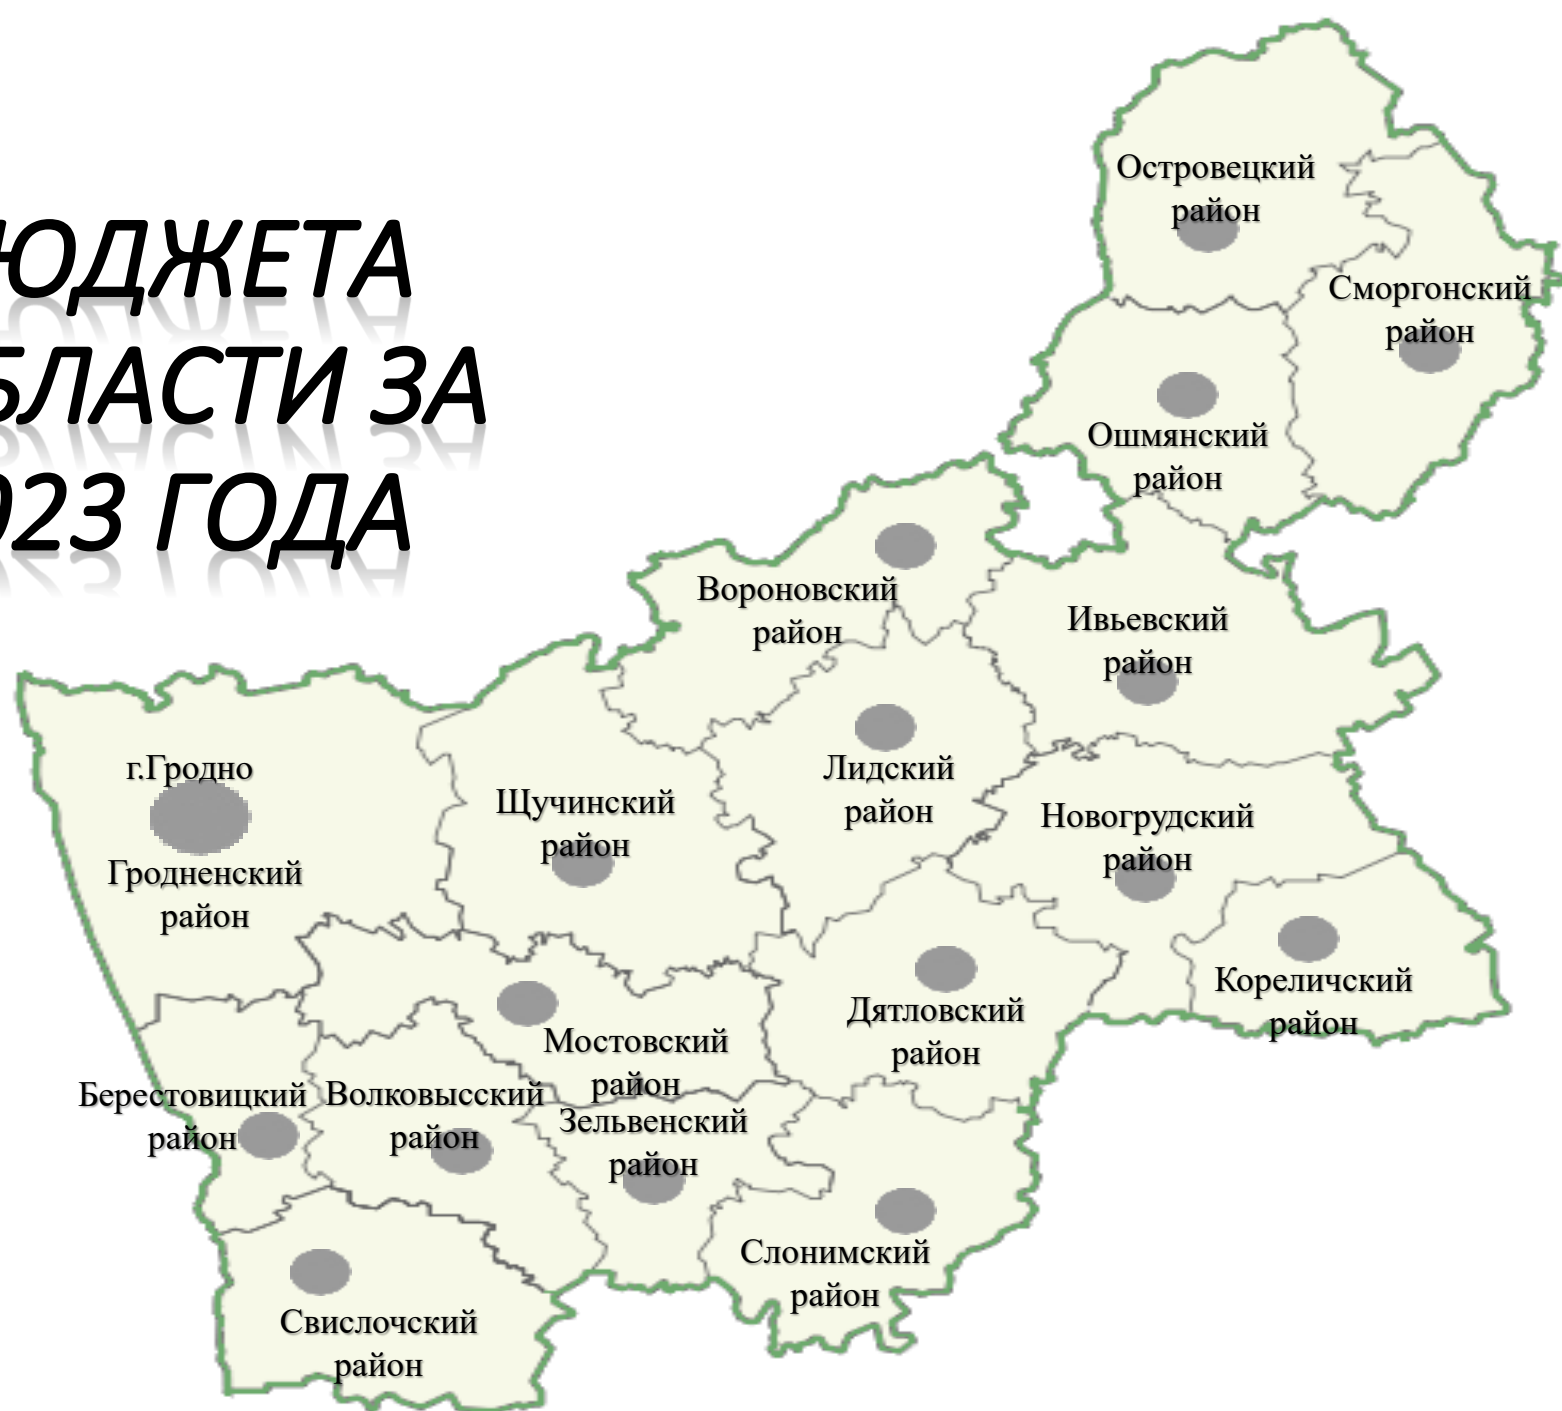 ЮДЖЕТА
БЛАСТИ ЗА
023 ГОДА
Островецкий
район
Сморгонский
район
Ошмянский
район
Вороновский
район
Ивьевский
район
г.Гродно
Лидский
район
Щучинский
район
Новогрудский
район
Гродненский
район
Кореличский
район
Дятловский
район
Мостовский
район
Берестовицкий
район
Волковысский
район
Зельвенский
район
Слонимский
район
Свислочский
район